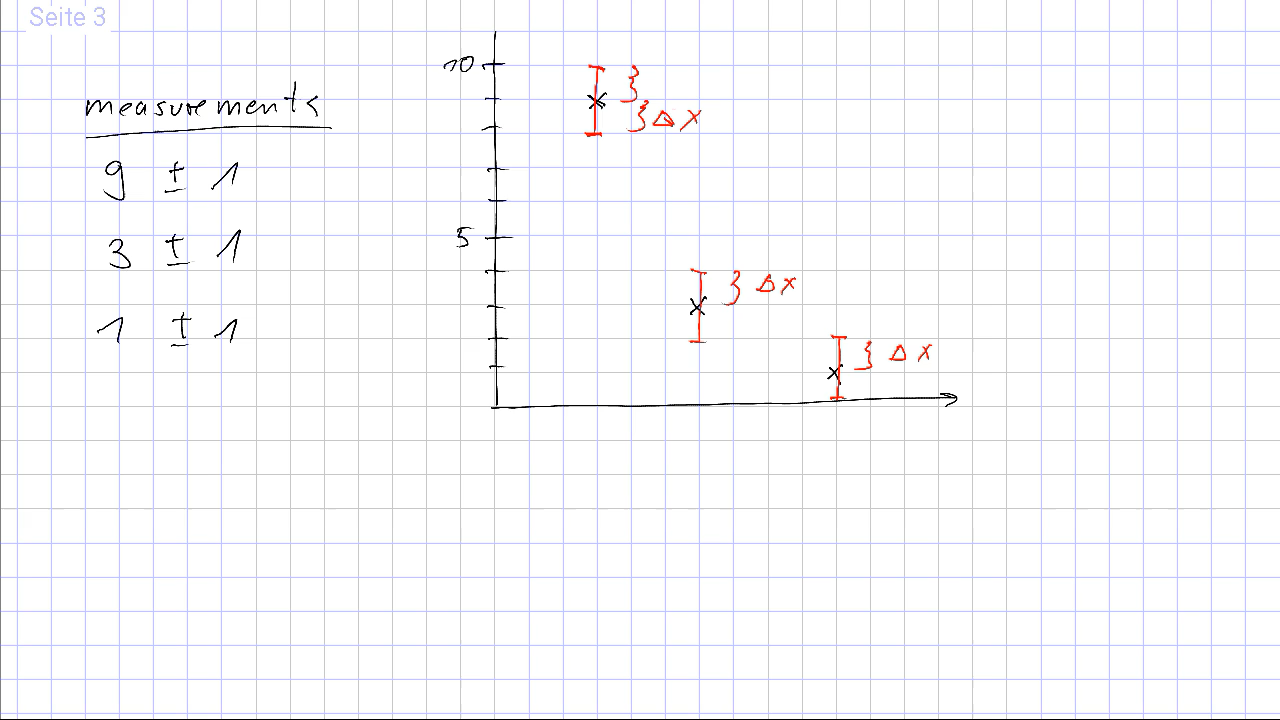 Seite 3
measurements
9 ± 1
3 ± 1
1 ± 1
10
5
Δx
Δx
Δx